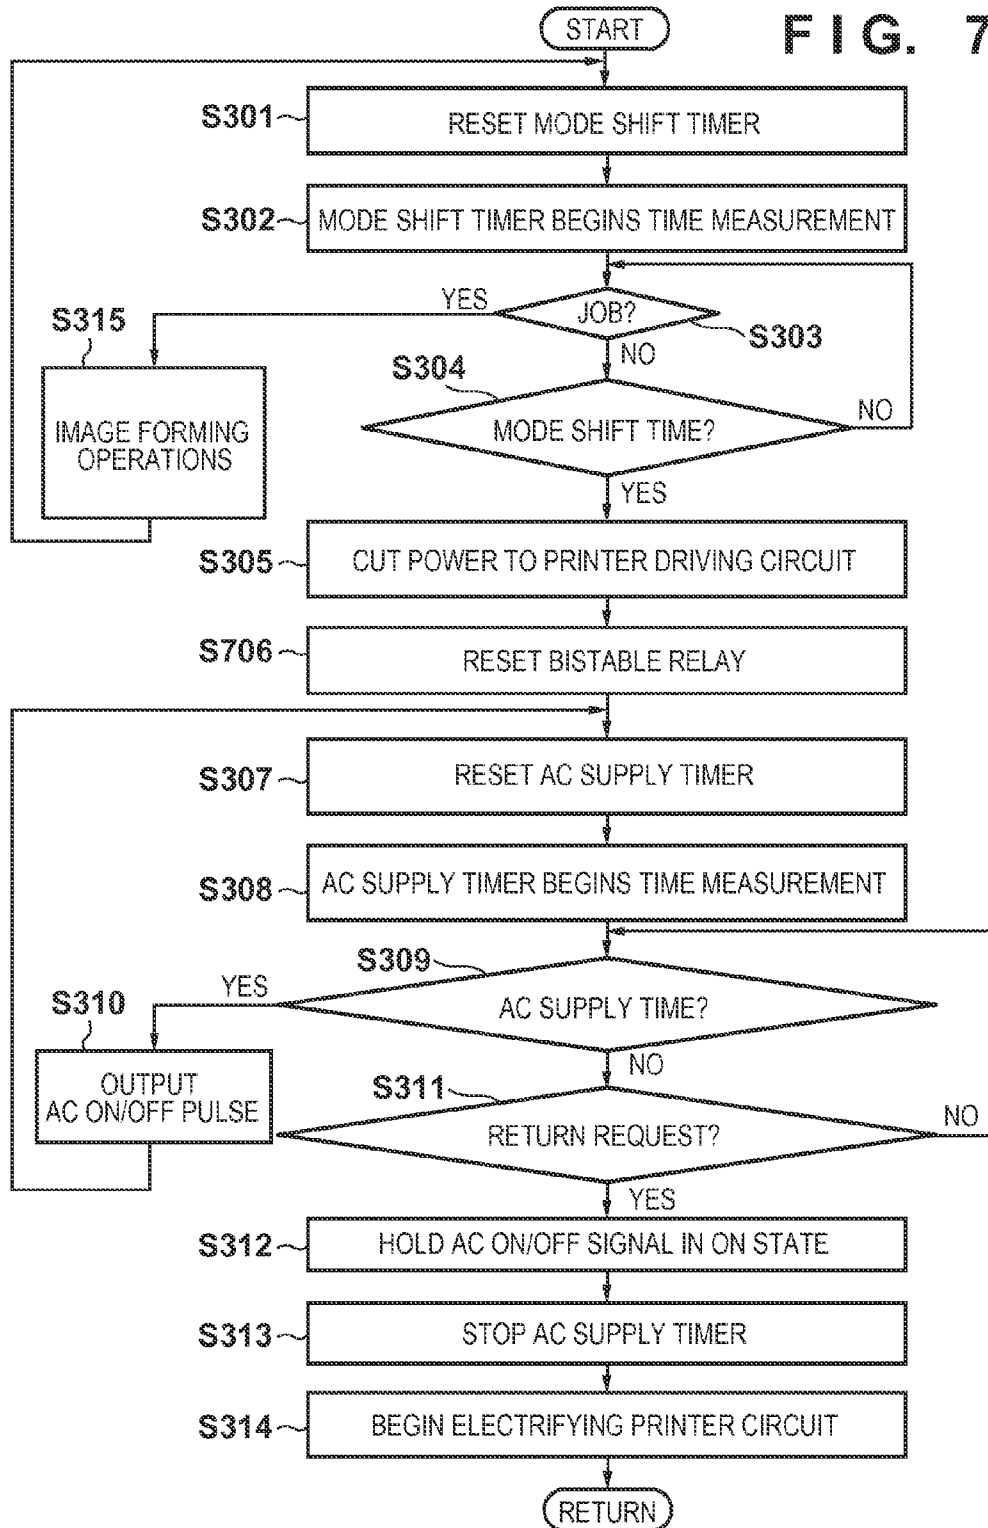 START
FIG. 7
S301
RESET MODE SHIFT TIMER
S302
MODE SHIFT TIMER BEGINS TIME MEASUREMENT
YES
JOB?
S303
S315
NO
S304
IMAGE FORMING
OPERATIONS
MODE SHIFT TIME?
NO
YES
S305
CUT POWER TO PRINTER DRIVING CIRCUIT
S706
RESET BISTABLE RELAY
S307
RESET AC SUPPLY TIMER
S308
AC SUPPLY TIMER BEGINS TIME MEASUREMENT
S309
YES
AC SUPPLY TIME?
S310
NO
OUTPUT
AC ON/OFF PULSE
S311
RETURN REQUEST?
NO
YES
S312
HOLD AC ON/OFF SIGNAL IN ON STATE
S313
STOP AC SUPPLY TIMER
S314
BEGIN ELECTRIFYING PRINTER CIRCUIT
RETURN